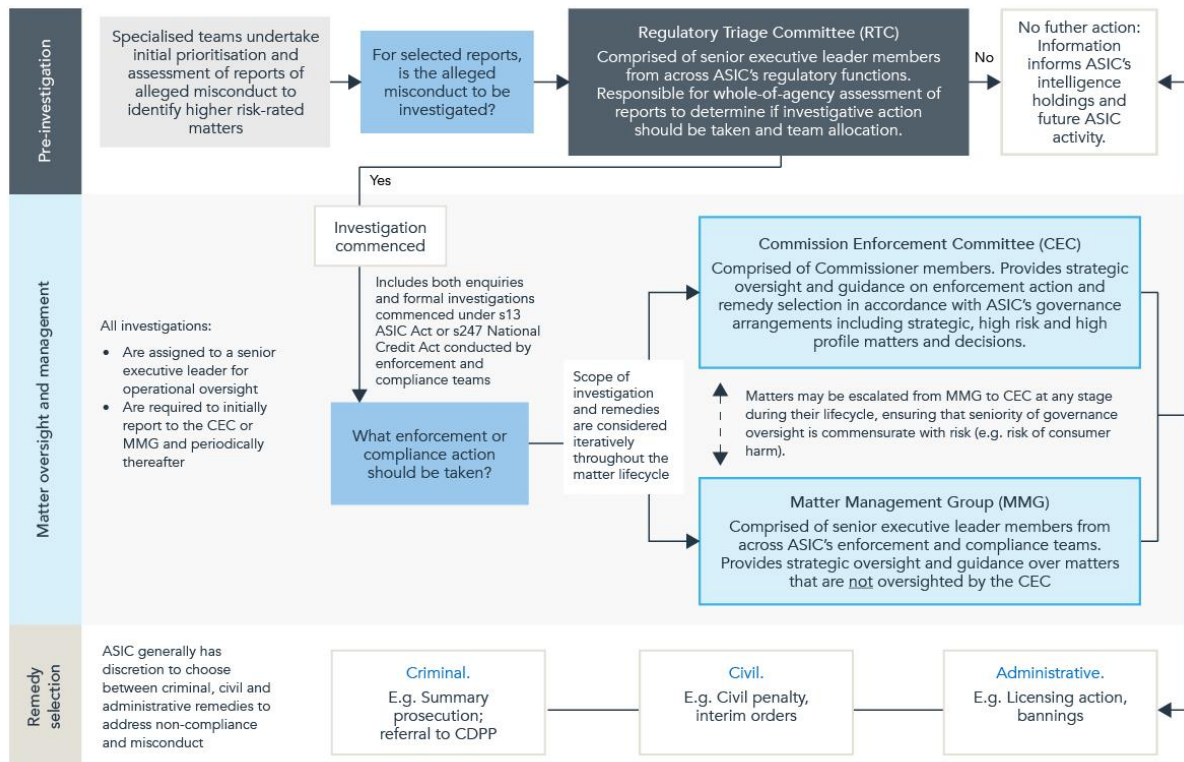 Pre-investigation
Specialised teams undertake
initial prioritisation and
assessment of reports of
alleged misconduct to
identify higher risk-rated
matters
For selected reports,
is the alleged
misconduct to be
investigated?
Regulatory Triage Committee (RTC)
Comprised of senior executive leader members
from across ASIC's regulatory functions.
Responsible for whole-of-agency assessment of
reports to determine if investigative action
should be taken and team allocation.
No
No futher action:
Information
informs ASIC's
intelligence
holdings and
future ASIC
activity.
Yes
Matter oversight and management
All investigations:
• Are assigned to a senior
executive leader for
operational oversight
• Are required to initially
report to the CEC or
MMG and periodically
thereafter
Investigation
commenced
Includes both enquiries
and formal investigations
commenced under s13
ASIC Act or s247 National
Credit Act conducted by
enforcement and
compliance teams
What enforcement or
compliance action
should be taken?
Scope of
investigation
and remedies
are considered
iteratively
throughout the
matter lifecycle
Commission Enforcement Committee (CEC)
Comprised of Commissioner members. Provides strategic
oversight and guidance on enforcement action and
remedy selection in accordance with ASIC's governance
arrangements including strategic, high risk and high
profile matters and decisions.
Matters may be escalated from MMG to CEC at any stage
during their lifecycle, ensuring that seniority of governance
oversight is commensurate with risk (e.g. risk of consumer
harm).
Matter Management Group (MMG)
Comprised of senior executive leader members from
across ASIC's enforcement and compliance teams.
Provides strategic oversight and guidance over matters
that are not oversighted by the CEC
Remedy
selection
ASIC generally has
discretion to choose
between criminal, civil and
administrative remedies to
address non-compliance
and misconduct
Criminal.
E.g. Summary
prosecution;
referral to CDPP
Civil.
E.g. Civil penalty,
interim orders
Administrative.
E.g. Licensing action,
bannings